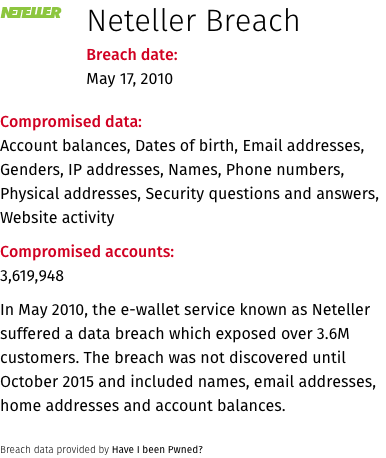 NETELLER
Neteller Breach
Breach date:
May 17, 2010
Compromised data:
Account balances, Dates of birth, Email addresses,
Genders, IP addresses, Names, Phone numbers,
Physical addresses, Security questions and answers,
Website activity
Compromised accounts:
3,619,948
In May 2010, the e-wallet service known as Neteller
suffered a data breach which exposed over 3.6M
customers. The breach was not discovered until
October 2015 and included names, email addresses,
home addresses and account balances.
Breach data provided by Have I been Pwned?